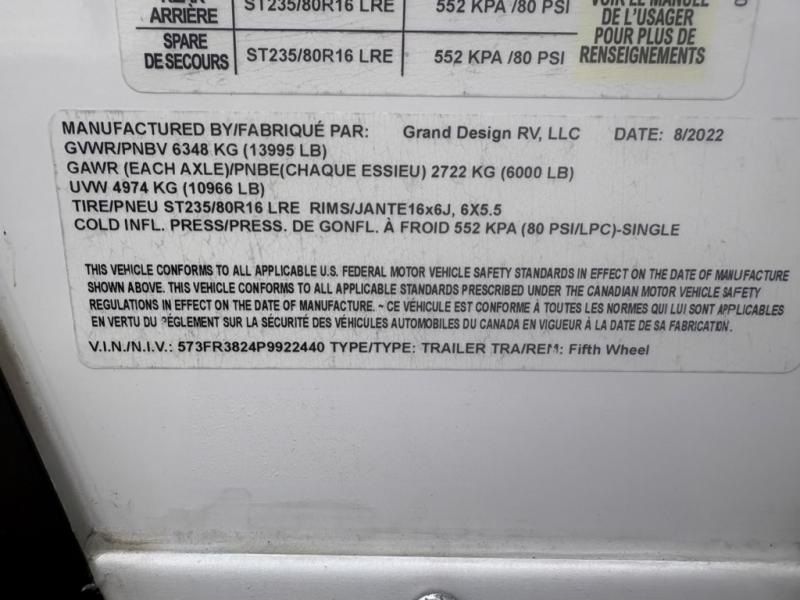 ARRIÈRE ST235/80R16 LRE 552 KPA /80 PSI VOIR LE MANUEL
DE L'USAGER
SPARE POUR PLUS DE
DE SECOURS ST235/80R16 LRE 552 KPA /80 PSI RENSEIGNEMENTS
MANUFACTURED BY/FABRIQUÉ PAR: Grand Design RV, LLC DATE: 8/2022
GVWR/PNBV 6348 KG (13995 LB)
GAWR (EACH AXLE)/PNBE(CHAQUE ESSIEU) 2722 KG (6000 LB)
UVW 4974 KG (10966 LB)
TIRE/PNEU ST235/80R16 LRE RIMS/JANTE16x6J, 6X5.5
COLD INFL. PRESS/PRESS. DE GONFL. À FROID 552 KPA (80 PSI/LPC)-SINGLE
THIS VEHICLE CONFORMS TO ALL APPLICABLE U.S. FEDERAL MOTOR VEHICLE SAFETY STANDARDS IN EFFECT ON THE DATE OF MANUFACTURE
SHOWN ABOVE. THIS VEHICLE CONFORMS TO ALL APPLICABLE STANDARDS PRESCRIBED UNDER THE CANADIAN MOTOR VEHICLE SAFETY
REGULATIONS IN EFFECT ON THE DATE OF MANUFACTURE. ~ CE VÉHICULE EST CONFORME À TOUTES LES NORMES QUI LUI SONT APPLICABLES
EN VERTU DU RÉGLEMENT SUR LA SÉCURITÉ DES VÉHICULES AUTOMOBILES DU CANADA EN VIGUEUR À LA DATE DE SA FABRICATION.
V.I.N./N.I.V.: 573FR3824P9922440 TYPE/TYPE: TRAILER TRA/REM: Fifth Wheel